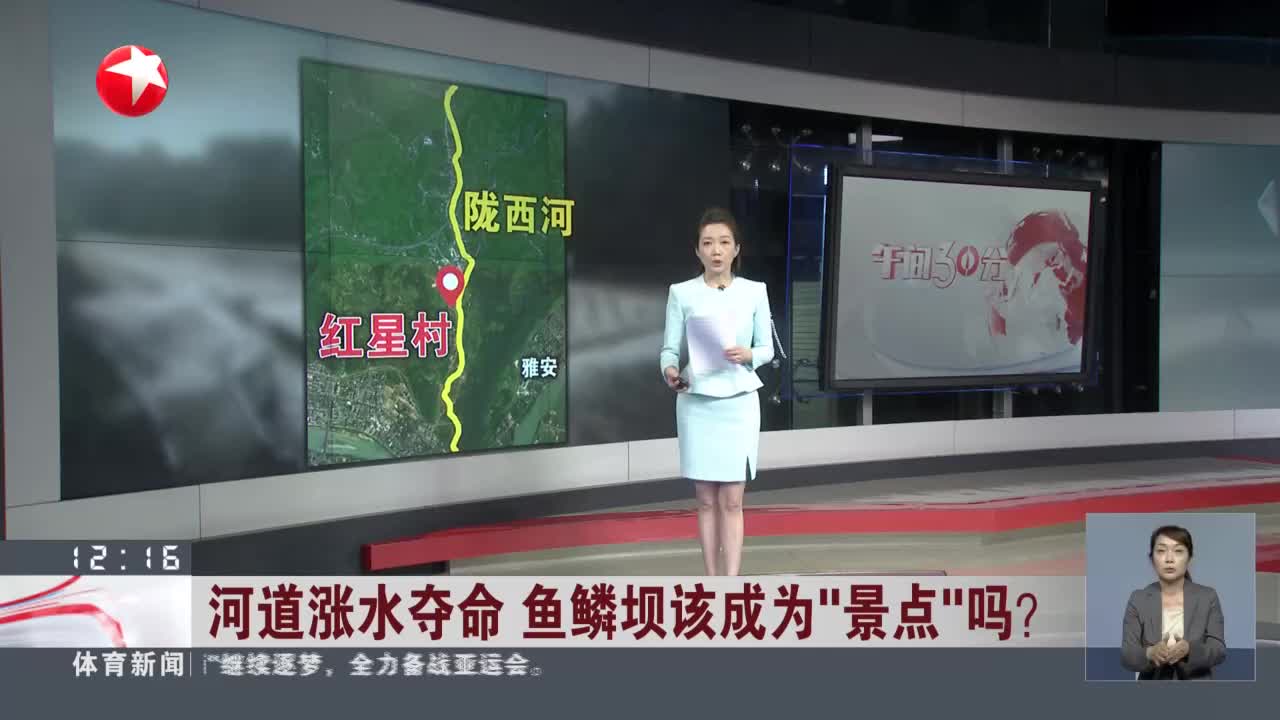 陇西河
红星村
雅安
午间30分
12:16
河道涨水夺命 鱼鳞坝该成为"景点"吗?
体育新闻
继续逐梦，全力备战亚运会。